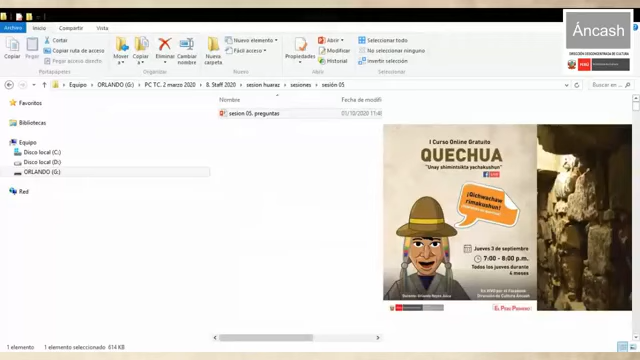 Áncash
DIRECCIÓN DESCONCENTRADA DE CULTURA
PERÚ
Archivo Inicio Compartir Vista
Cortar
Copiar ruta de acceso
Pegar acceso directo
Copiar Pegar
Mover a
Copiar a
Eliminar
Cambiar nombre
Nueva carpeta
Nuevo elemento
Fácil acceso
Propiedades
Abrir
Modificar
Historial
Seleccionar todo
No seleccionar ninguno
Invertir selección
Portapapeles Organizar Nuevo Abrir Seleccionar
Equipo ORLANDO (G:) PC TC. 2 marzo 2020 8. Staff 2020 sesion huaraz sesiones sesión 05
Buscar en...
Favoritos
Bibliotecas
Equipo
Disco local (C:)
Disco local (D:)
ORLANDO (G:)
Red
Nombre Fecha de modifi
sesion 05. preguntas 01/10/2020 11:4
I Curso Online Gratuito
QUECHUA
"Unay shimintsikta yachakushun"
¡Qichwachaw
rimakushun!
Jueves 3 de septiembre
7:00 - 8:00 p.m.
Todos los jueves durante
4 meses
EL PERÚ PRIMERO
1 elemento 1 elemento seleccionado 614 KB